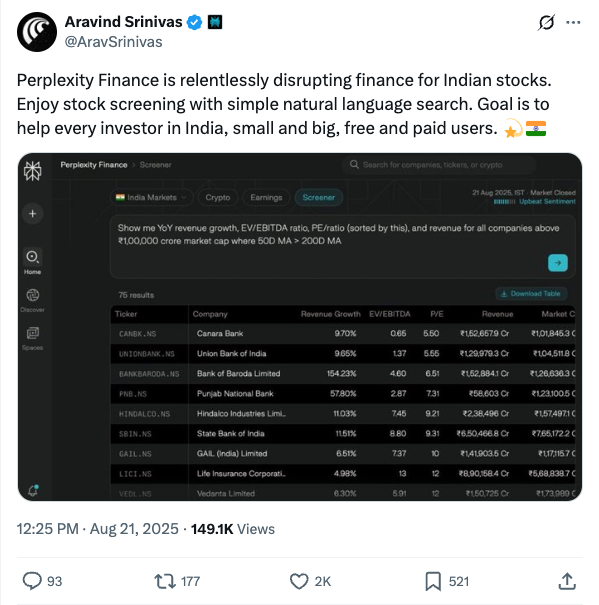 Aravind Srinivas
@AravSrinivas
Perplexity Finance is relentlessly disrupting finance for Indian stocks.
Enjoy stock screening with simple natural language search. Goal is to
help every investor in India, small and big, free and paid users. 💫🇮🇳
Perplexity Finance › Screener
Search for companies, tickers, or crypto
🇮🇳 India Markets Crypto Earnings Screener
21 Aug 2025, IST · Market Closed
Upbeat Sentiment
Show me YoY revenue growth, EV/EBITDA ratio, PE/ratio (sorted by this), and revenue for all companies above
₹1,00,000 crore market cap where 50D MA > 200D MA
Home
Discover
Spaces
75 results
Download Table
Ticker Company Revenue Growth EV/EBITDA P/E Revenue Market C
CANBK.NS Canara Bank 9.70% 0.65 5.50 ₹1,52,657.9 Cr ₹1,01,845.3 C
UNIONBANK.NS Union Bank of India 9.65% 1.37 5.55 ₹1,29,979.3 Cr ₹1,04,511.8 C
BANKBARODA.NS Bank of Baroda Limited 154.23% 4.60 6.51 ₹1,52,884.1 Cr ₹1,26,636.3 C
PNB.NS Punjab National Bank 57.80% 2.87 7.31 ₹58,603 Cr ₹1,23,100.5 C
HINDALCO.NS Hindalco Industries Limi... 11.03% 7.45 9.21 ₹2,38,496 Cr ₹1,57,497.1 C
SBIN.NS State Bank of India 11.51% 8.80 9.31 ₹6,50,466.8 Cr ₹7,65,172.2 C
GAIL.NS GAIL (India) Limited 6.51% 7.37 10 ₹1,41,903.5 Cr ₹1,17,115.7 C
LICI.NS Life Insurance Corporati... 4.98% 13 12 ₹8,90,158.4 Cr ₹5,68,838.7 C
VEDL.NS Vedanta Limited 6.30% 5.91 12 ₹1,50,725 Cr ₹1,73,989 C
12:25 PM · Aug 21, 2025 · 149.1K Views
93 177 2K 521